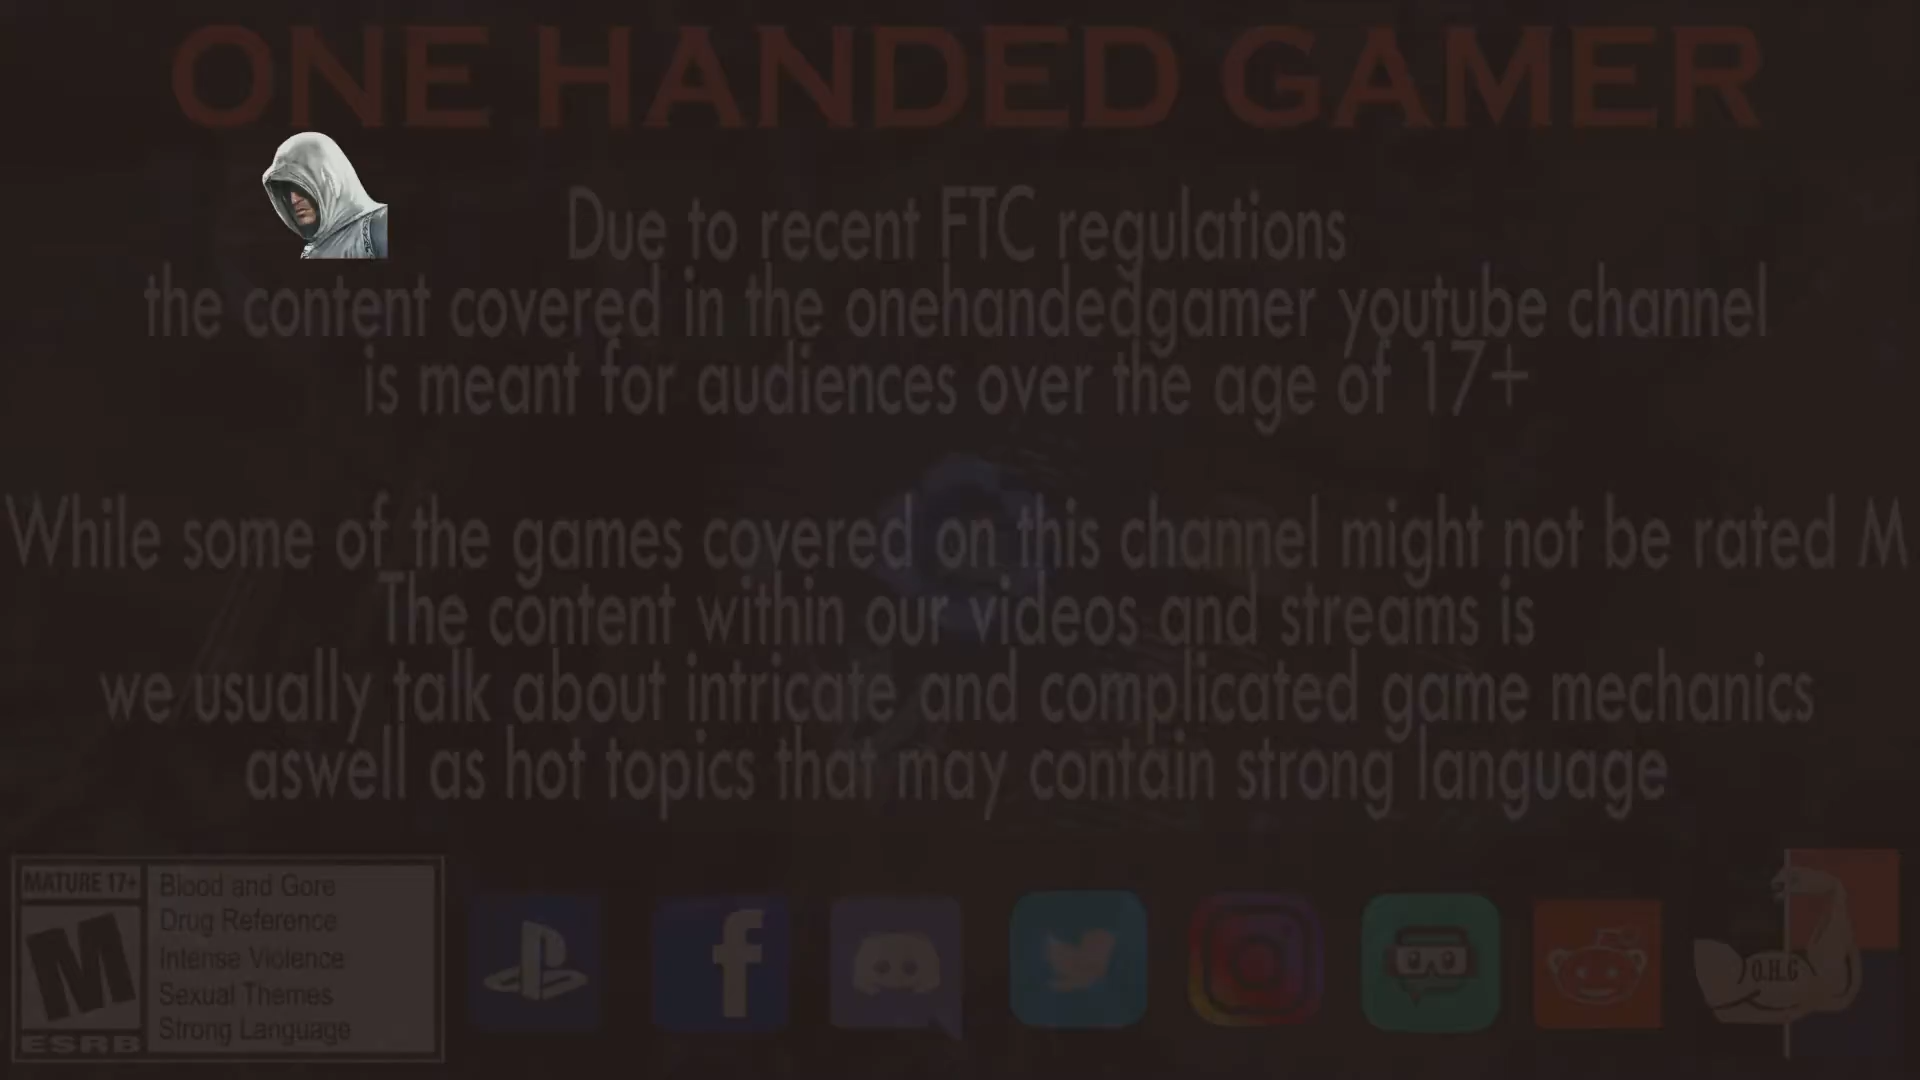 ONE HANDED GAMER
Due to recent FTC regulations
the content covered in the onehandedgamer youtube channel
is meant for audiences over the age of 17+
While some of the games covered on this channel might not be rated M
The content within our videos and streams is
we usually talk about intricate and complicated game mechanics
aswell as hot topics that may contain strong language
MATURE 17+
M
ESRB
Blood and Gore
Drug Reference
Intense Violence
Sexual Themes
Strong Language
O.H.G